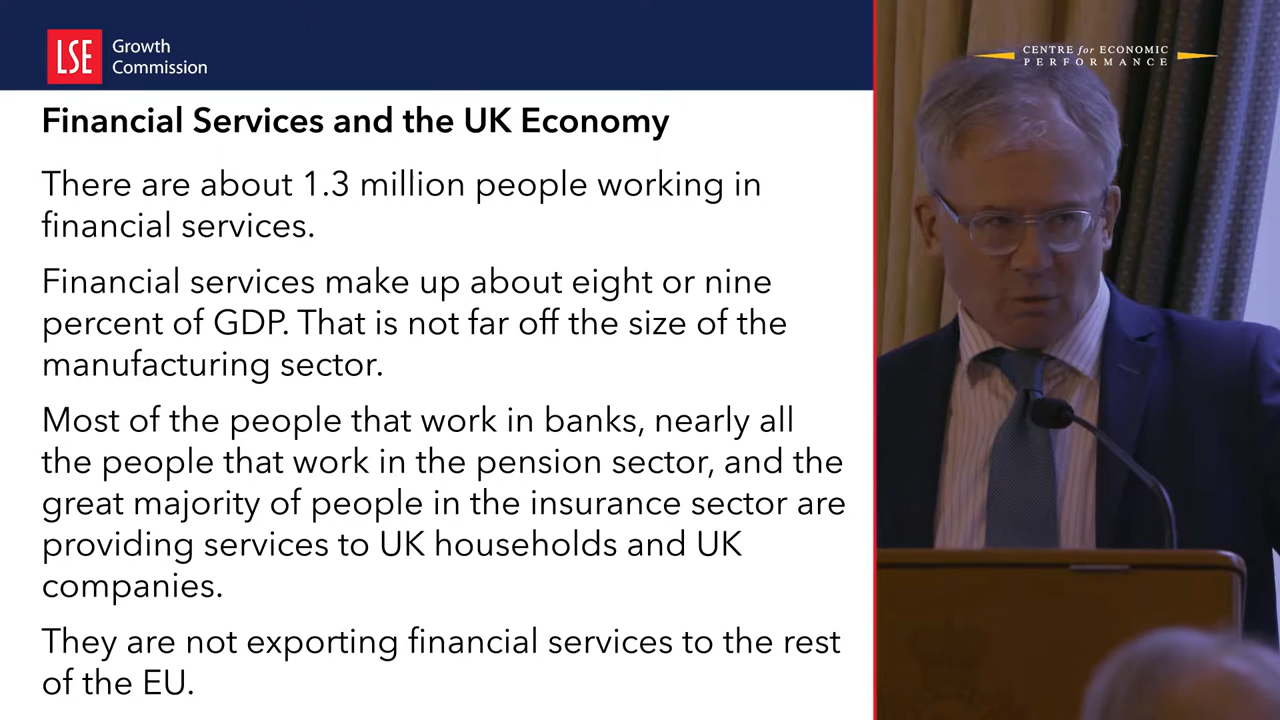 LSE
Growth
Commission
CENTRE for ECONOMIC
PERFORMANCE
Financial Services and the UK Economy
There are about 1.3 million people working in
financial services.
Financial services make up about eight or nine
percent of GDP. That is not far off the size of the
manufacturing sector.
Most of the people that work in banks, nearly all
the people that work in the pension sector, and the
great majority of people in the insurance sector are
providing services to UK households and UK
companies.
They are not exporting financial services to the rest
of the EU.